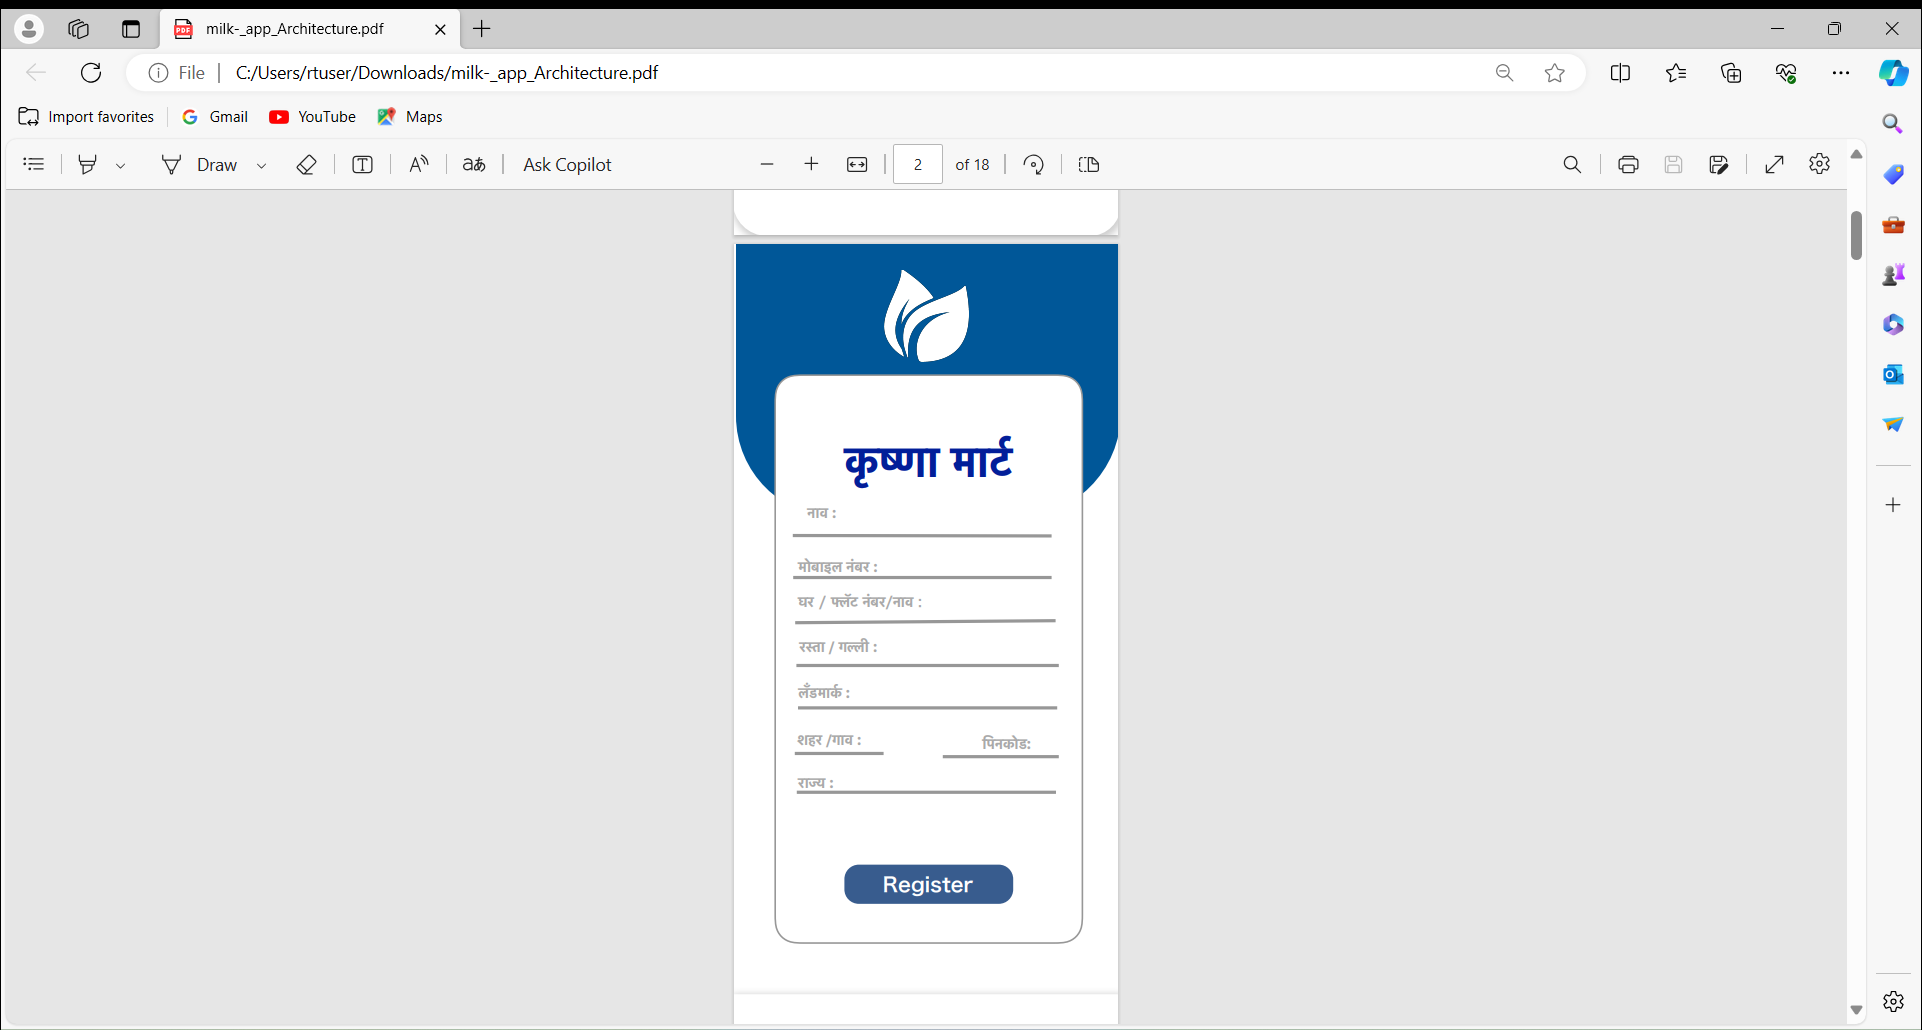 milk-_app_Architecture.pdf
File
C:/Users/rtuser/Downloads/milk-_app_Architecture.pdf
Import favorites
Gmail
YouTube
Maps
Draw
Ask Copilot
2 of 18
कृष्णा मार्ट
नाव :
मोबाइल नंबर :
घर / फ्लॅट नंबर/नाव :
रस्ता / गल्ली :
लँडमार्क :
शहर /गाव : पिनकोड:
राज्य :
Register